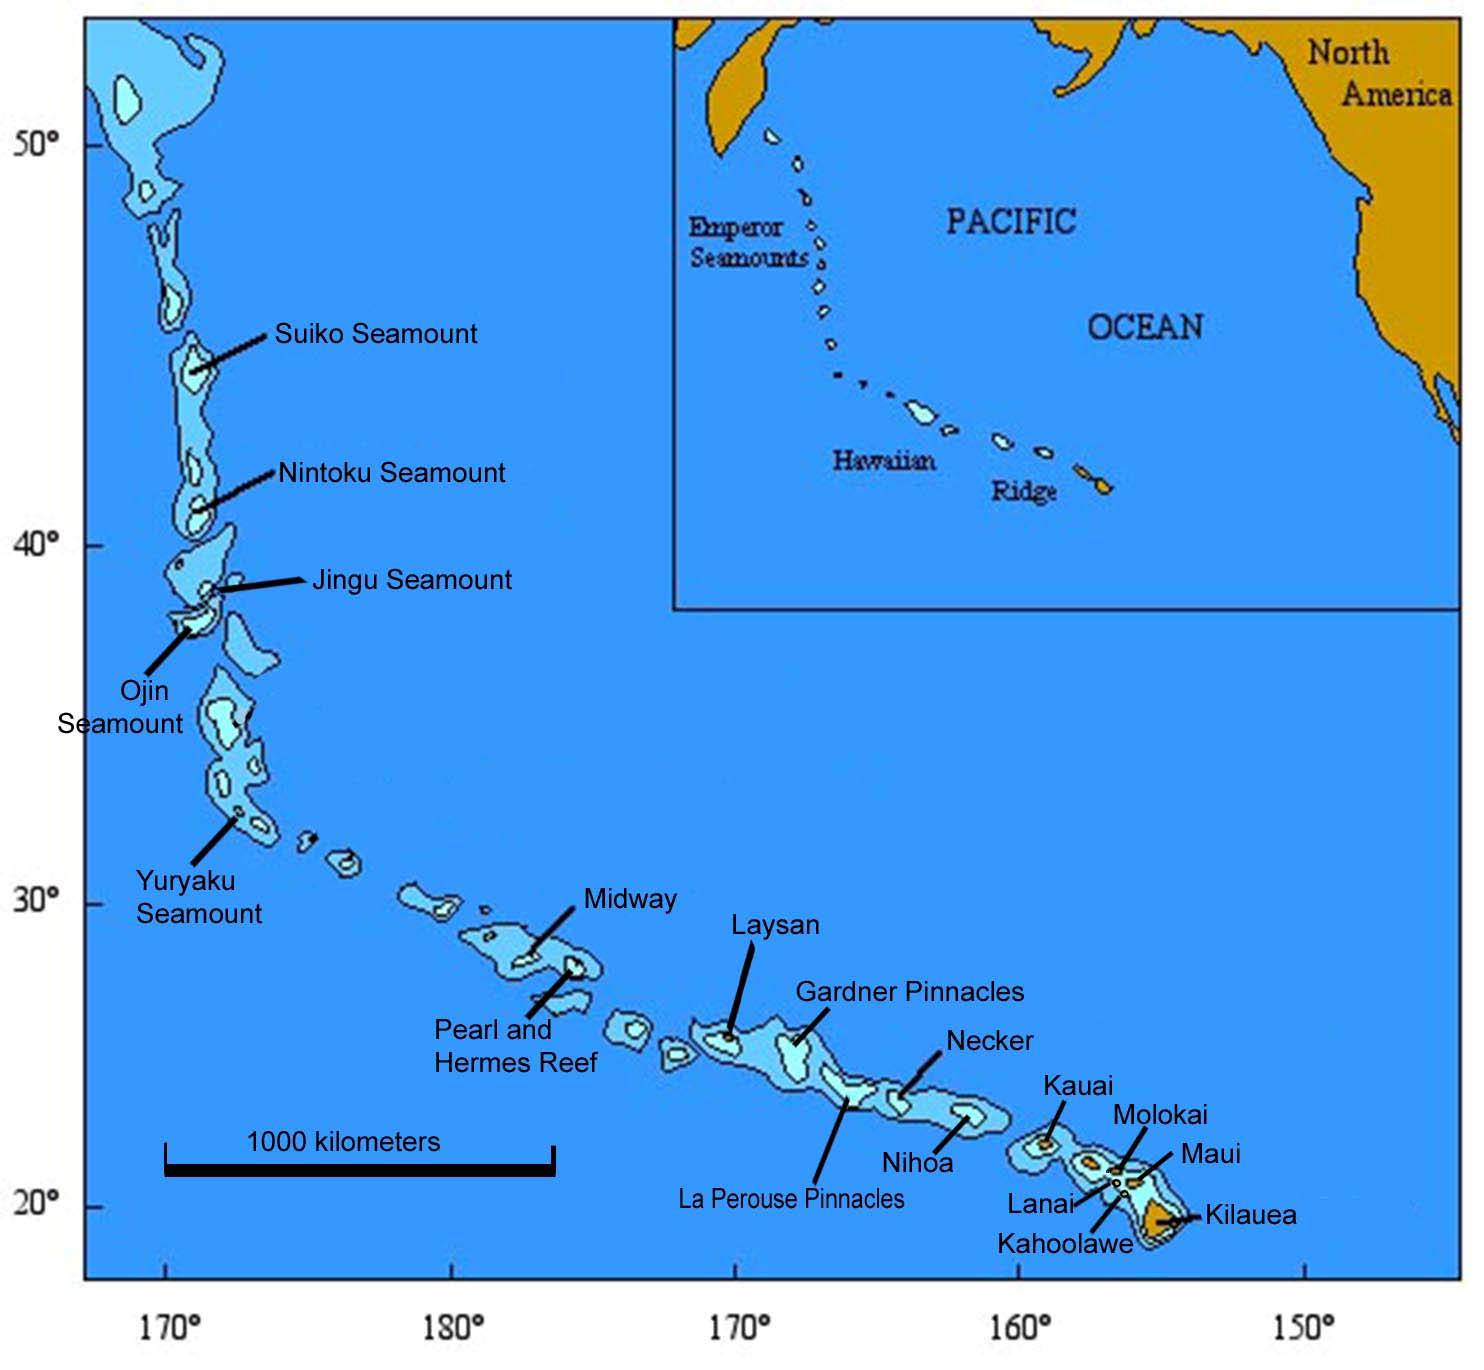 North
America
50°
PACIFIC
Emperor
Seamounts
OCEAN
Suiko Seamount
Hawaiian
Nintoku Seamount
Ridge
40°
Jingu Seamount
Ojin
Seamount
Yuryaku
Seamount
30°
Midway
Laysan
Gardner Pinnacles
Pearl and
Hermes Reef
Necker
Kauai
Molokai
1000 kilometers
Maui
Nihoa
La Perouse Pinnacles
Lanai
20°
Kilauea
Kahoolawe
170°
180°
170°
160°
150°